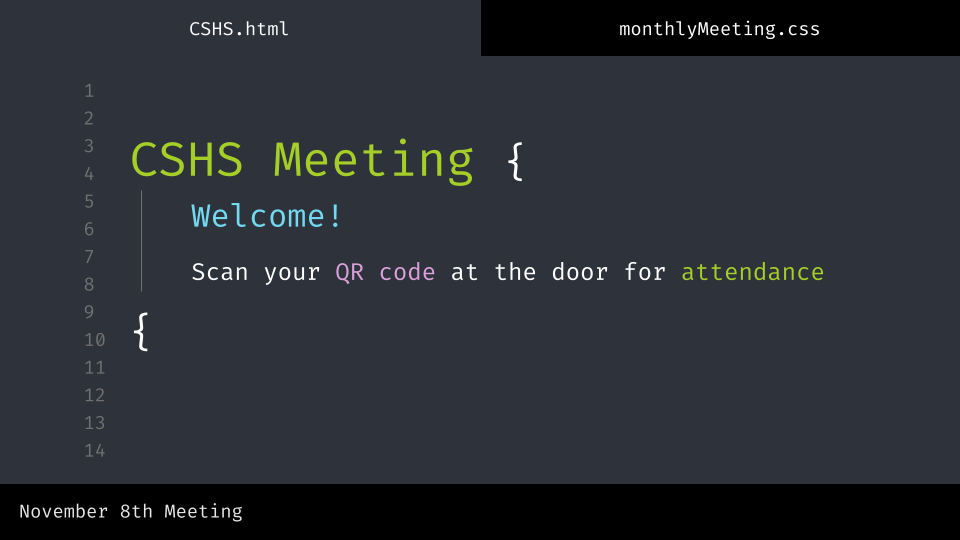 CSHS.html
monthlyMeeting.css
1
2
3
4
CSHS Meeting {
5
6
Welcome!
7
8
Scan your QR code at the door for attendance
9
10
{
11
12
13
14
November 8th Meeting